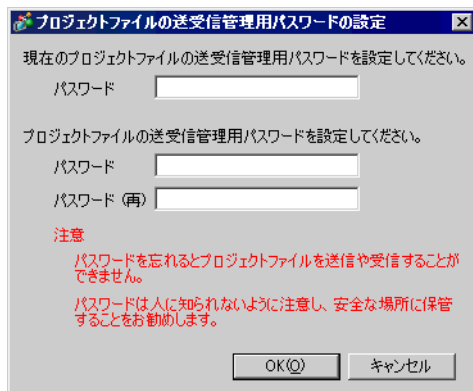 プロジェクトファイルの送受信管理用パスワードの設定
現在のプロジェクトファイルの送受信管理用パスワードを設定してください。
パスワード
プロジェクトファイルの送受信管理用パスワードを設定してください。
パスワード
パスワード (再)
注意
パスワードを忘れるとプロジェクトファイルを送信や受信することが
できません。
パスワードは人に知られないように注意し、安全な場所に保管
することをお勧めします。
OK(O) キャンセル